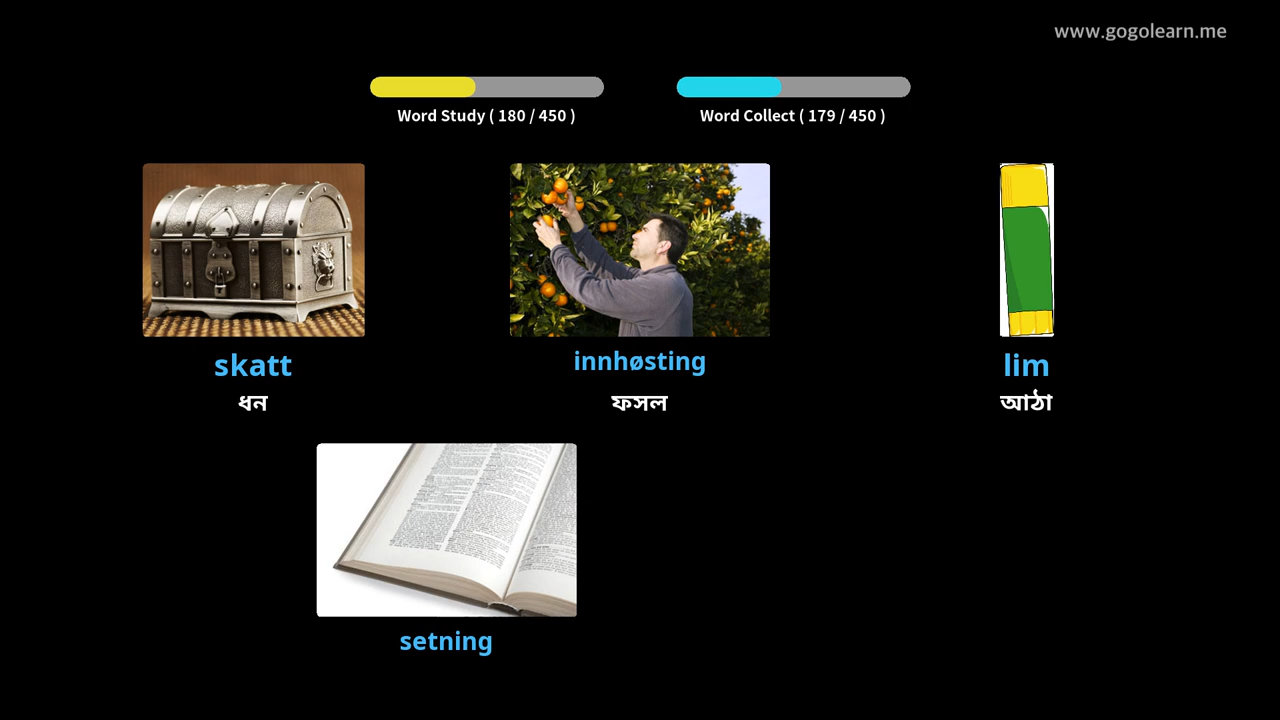 www.gogolearn.me
Word Study ( 180 / 450 )
Word Collect ( 179 / 450 )
skatt
innhøsting
lim
ধন
ফসল
আঠা
setning